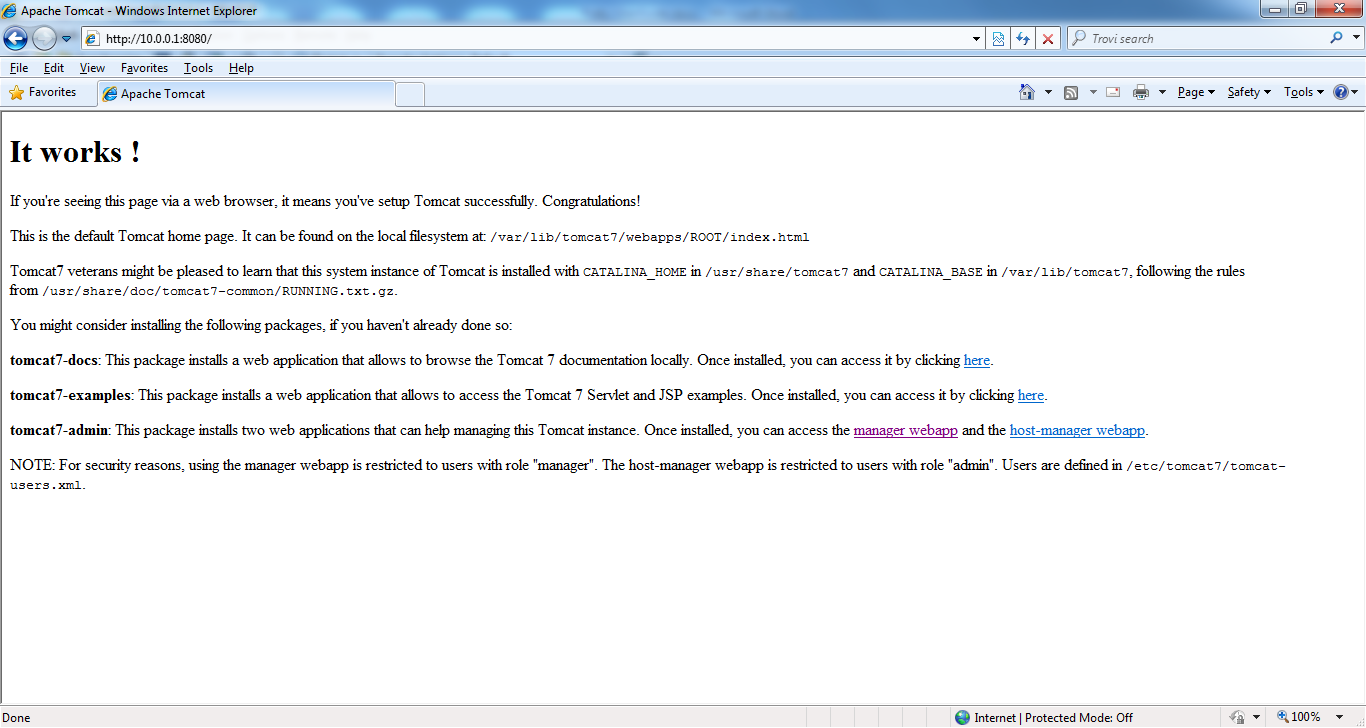 Apache Tomcat - Windows Internet Explorer
http://10.0.0.1:8080/
Trovi search
File Edit View Favorites Tools Help
Favorites
Apache Tomcat
Page Safety Tools
It works !
If you're seeing this page via a web browser, it means you've setup Tomcat successfully. Congratulations!
This is the default Tomcat home page. It can be found on the local filesystem at: /var/lib/tomcat7/webapps/ROOT/index.html
Tomcat7 veterans might be pleased to learn that this system instance of Tomcat is installed with CATALINA_HOME in /usr/share/tomcat7 and CATALINA_BASE in /var/lib/tomcat7, following the rules
from /usr/share/doc/tomcat7-common/RUNNING.txt.gz.
You might consider installing the following packages, if you haven't already done so:
tomcat7-docs: This package installs a web application that allows to browse the Tomcat 7 documentation locally. Once installed, you can access it by clicking here.
tomcat7-examples: This package installs a web application that allows to access the Tomcat 7 Servlet and JSP examples. Once installed, you can access it by clicking here.
tomcat7-admin: This package installs two web applications that can help managing this Tomcat instance. Once installed, you can access the manager webapp and the host-manager webapp.
NOTE: For security reasons, using the manager webapp is restricted to users with role "manager". The host-manager webapp is restricted to users with role "admin". Users are defined in /etc/tomcat7/tomcat-
users.xml.
Done
Internet | Protected Mode: Off
100%